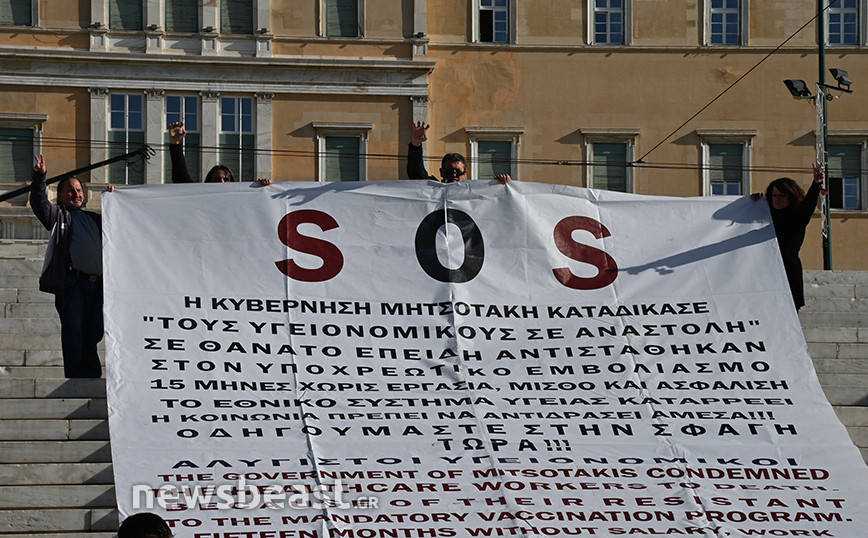 SOS
Η ΚΥΒΕΡΝΗΣΗ ΜΗΤΣΟΤΑΚΗ ΚΑΤΑΔΙΚΑΣΕ
"ΤΟΥΣ ΥΓΕΙΟΝΟΜΙΚΟΥΣ ΣΕ ΑΝΑΣΤΟΛΗ"
ΣΕ ΘΑΝΑΤΟ ΕΠΕΙΔΗ ΑΝΤΙΣΤΑΘΗΚΑΝ
ΣΤΟΝ ΥΠΟΧΡΕΩΤΙΚΟ ΕΜΒΟΛΙΑΣΜΟ
15 ΜΗΝΕΣ ΧΩΡΙΣ ΕΡΓΑΣΙΑ, ΜΙΣΘΟ ΚΑΙ ΑΣΦΑΛΙΣΗ
ΤΟ ΕΘΝΙΚΟ ΣΥΣΤΗΜΑ ΥΓΕΙΑΣ ΚΑΤΑΡΡΕΕΙ
Η ΚΟΙΝΩΝΙΑ ΠΡΕΠΕΙ ΝΑ ΑΝΤΙΔΡΑΣΕΙ ΑΜΕΣΑ!!!
ΟΔΗΓΟΥΜΑΣΤΕ ΣΤΗΝ ΣΦΑΓΗ
ΤΩΡΑ!!!
ΑΛΥΓΙΣΤΟΙ ΥΓΕΙΟΝΟΜΙΚΟΙ
THE GOVERNMENT OF MITSOTAKIS CONDEMNED
HEALTHCARE WORKERS TO DEATH
BECAUSE OF THEIR RESISTANT
TO THE MANDATORY VACCINATION PROGRAM.
FIFTEEN MONTHS WITHOUT SALARY, WORK
newsbeast.GR